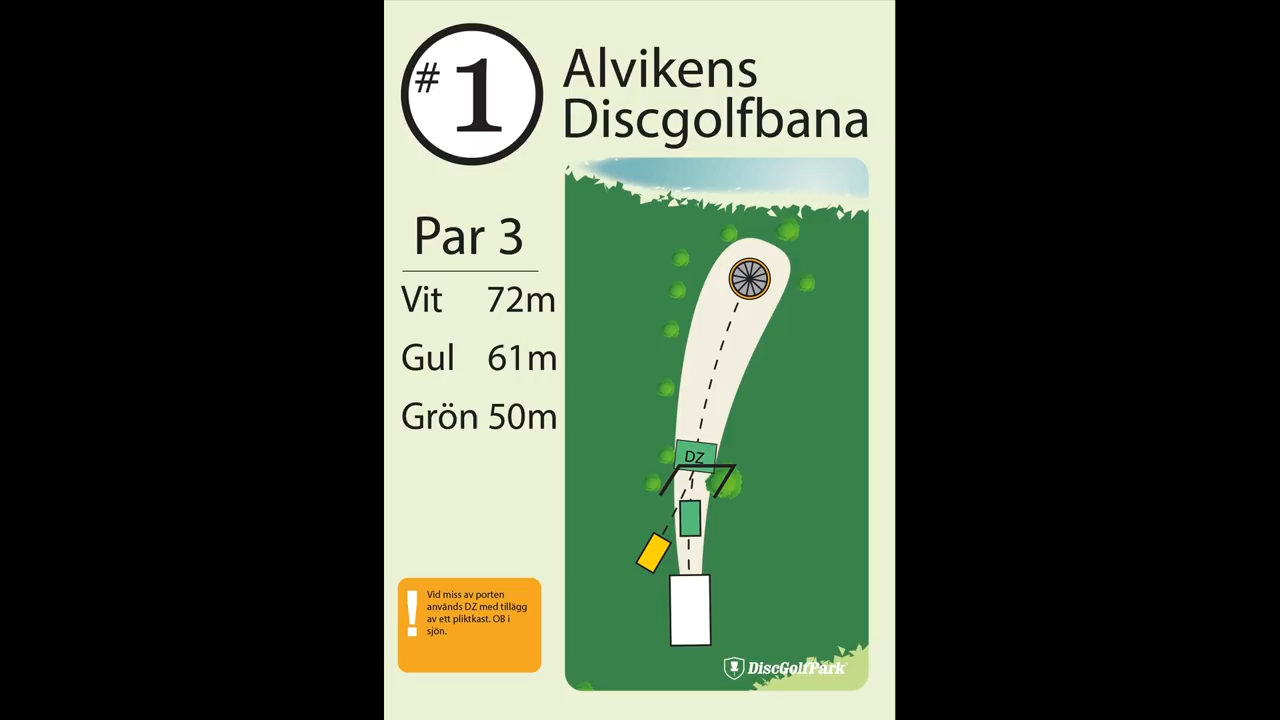 #1
Alvikens
Discgolfbana
Par 3
Vit 72m
Gul 61m
Grön 50m
DZ
!
Vid miss av porten
används DZ med tillägg
av ett pliktkast. OB i
sjön.
DiscGolfPark